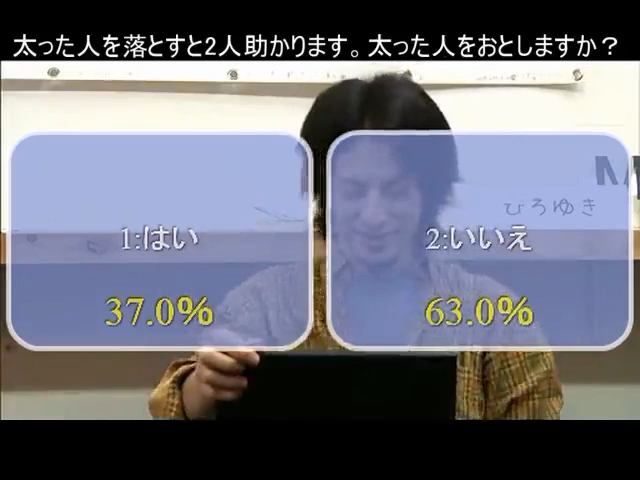 太った人を落とすと2人助かります。太った人をおとしますか？
M
ひろゆき
1:はい
2:いいえ
37.0%
63.0%